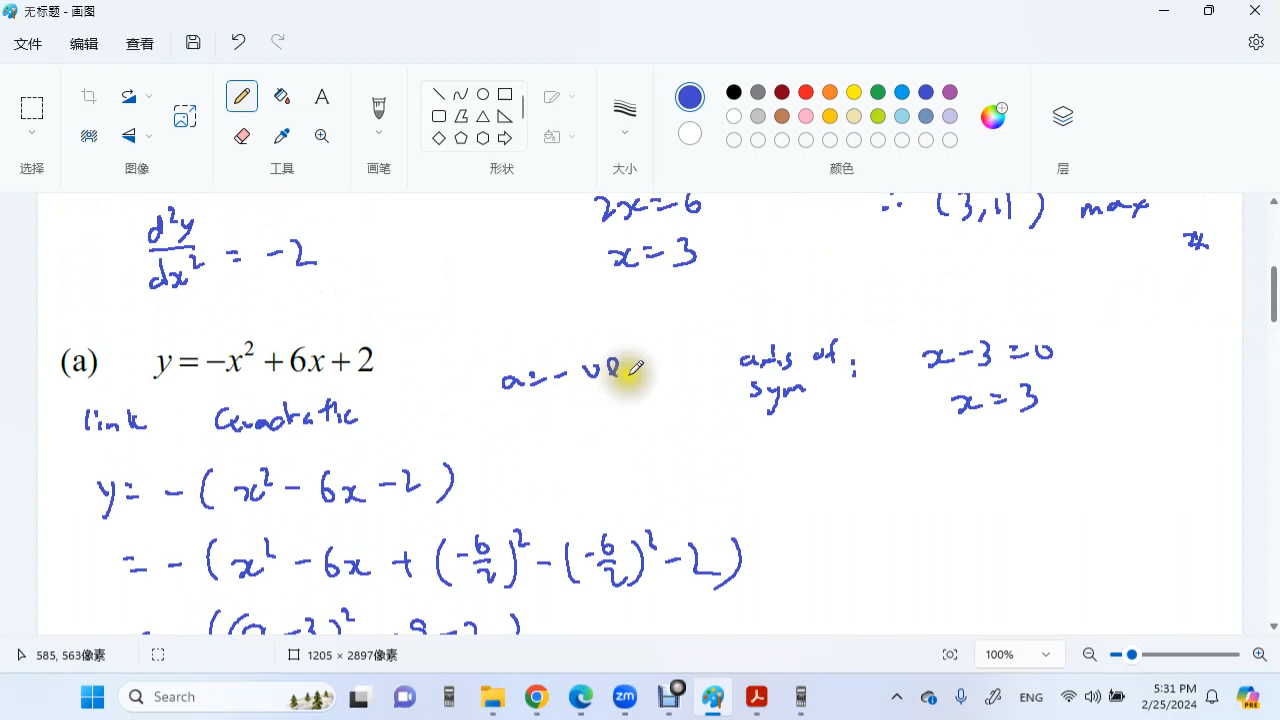 无标题 - 画图
文件 编辑 查看
选择 图像 工具 画笔 形状 大小 颜色 层
2x = 6
∴ (3, 11) max
d²y/dx² = -2
x = 3
(a) y = −x² + 6x + 2
a = - ve
axis of sym :
x - 3 = 0
x = 3
link Quadratic
y = - ( x² - 6x - 2 )
= - ( x² - 6x + (-6/2)² - (-6/2)² - 2 )
585, 563像素
1205 × 2897像素
100%
Search
zm
ENG
5:31 PM
2/25/2024
PRE